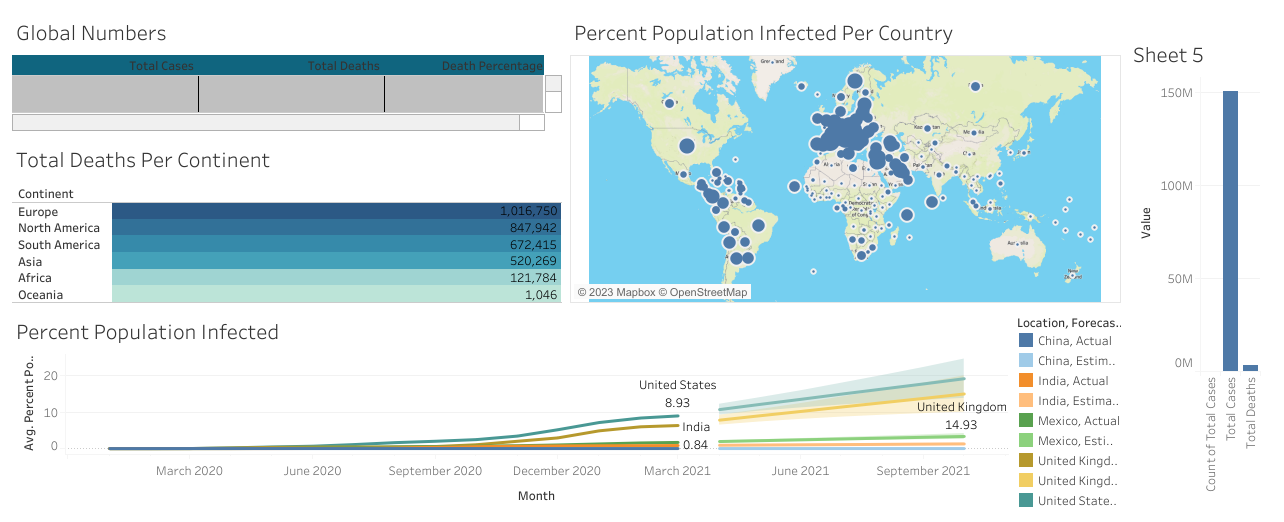 Global Numbers
Total Cases Total Deaths Death Percentage
Total Deaths Per Continent
Continent
Europe 1,016,750
North America 847,942
South America 672,415
Asia 520,269
Africa 121,784
Oceania 1,046
Percent Population Infected Per Country
© 2023 Mapbox © OpenStreetMap
Sheet 5
Value
150M
100M
50M
0M
Count of Total Cases
Total Cases
Total Deaths
Percent Population Infected
Avg. Percent Po..
20
10
0
United States
8.93
India
0.84
United Kingdom
14.93
March 2020 June 2020 September 2020 December 2020 March 2021 June 2021 September 2021
Month
Location, Forecas..
China, Actual
China, Estim..
India, Actual
India, Estima..
Mexico, Actual
Mexico, Esti..
United Kingd..
United Kingd..
United State..